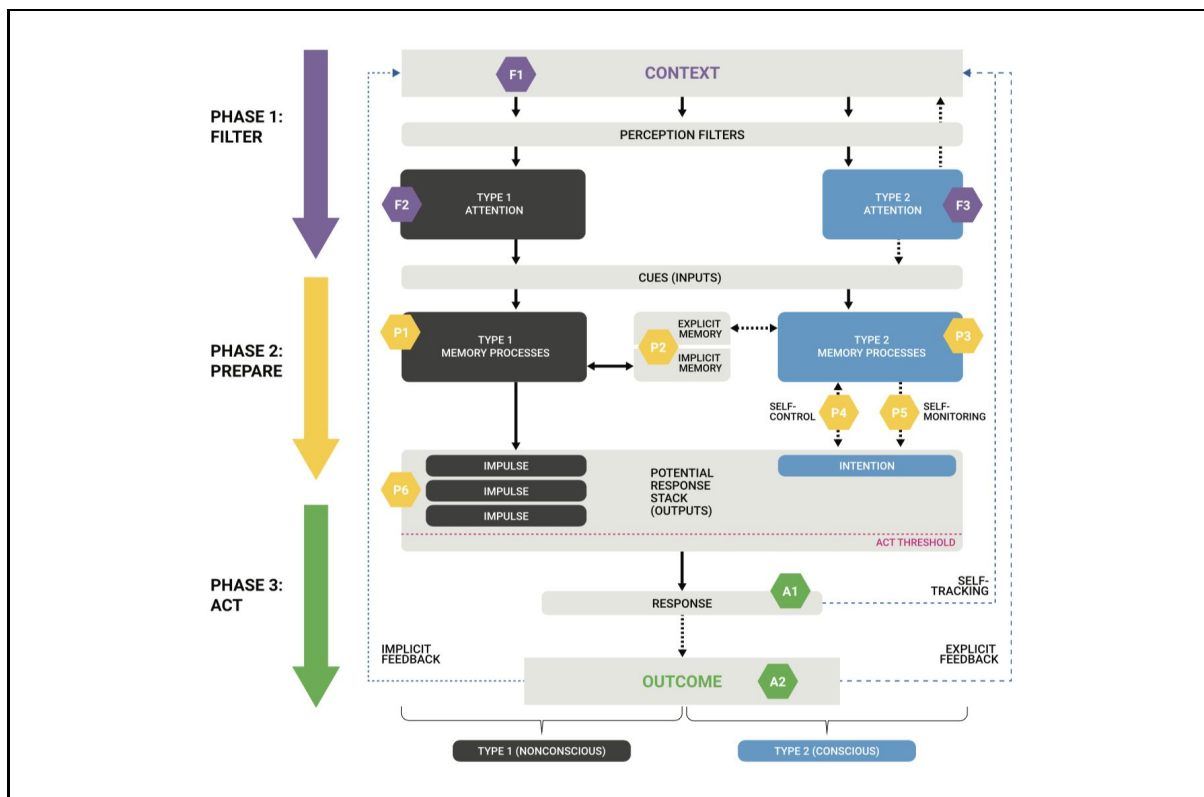 PHASE 1:
FILTER
F1
CONTEXT
PERCEPTION FILTERS
F2
TYPE 1
ATTENTION
TYPE 2
ATTENTION
F3
CUES (INPUTS)
PHASE 2:
PREPARE
P1
TYPE 1
MEMORY PROCESSES
P2
EXPLICIT
MEMORY
IMPLICIT
MEMORY
TYPE 2
MEMORY PROCESSES
P3
SELF-
CONTROL
P4
P5
SELF-
MONITORING
P6
IMPULSE
IMPULSE
IMPULSE
POTENTIAL
RESPONSE
STACK
(OUTPUTS)
INTENTION
ACT THRESHOLD
PHASE 3:
ACT
RESPONSE
A1
SELF-
TRACKING
IMPLICIT
FEEDBACK
OUTCOME
A2
EXPLICIT
FEEDBACK
TYPE 1 (NONCONSCIOUS)
TYPE 2 (CONSCIOUS)